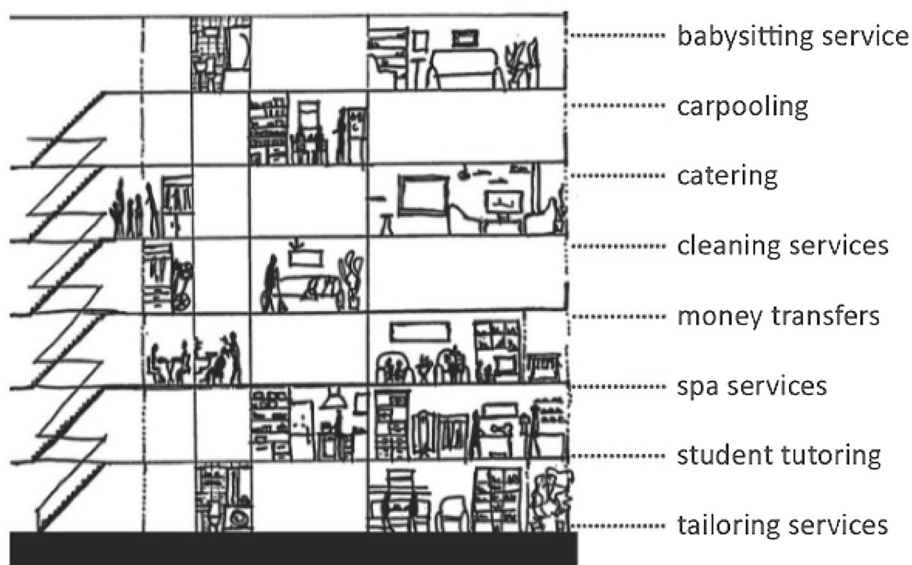 babysitting service
carpooling
catering
cleaning services
money transfers
spa services
student tutoring
tailoring services